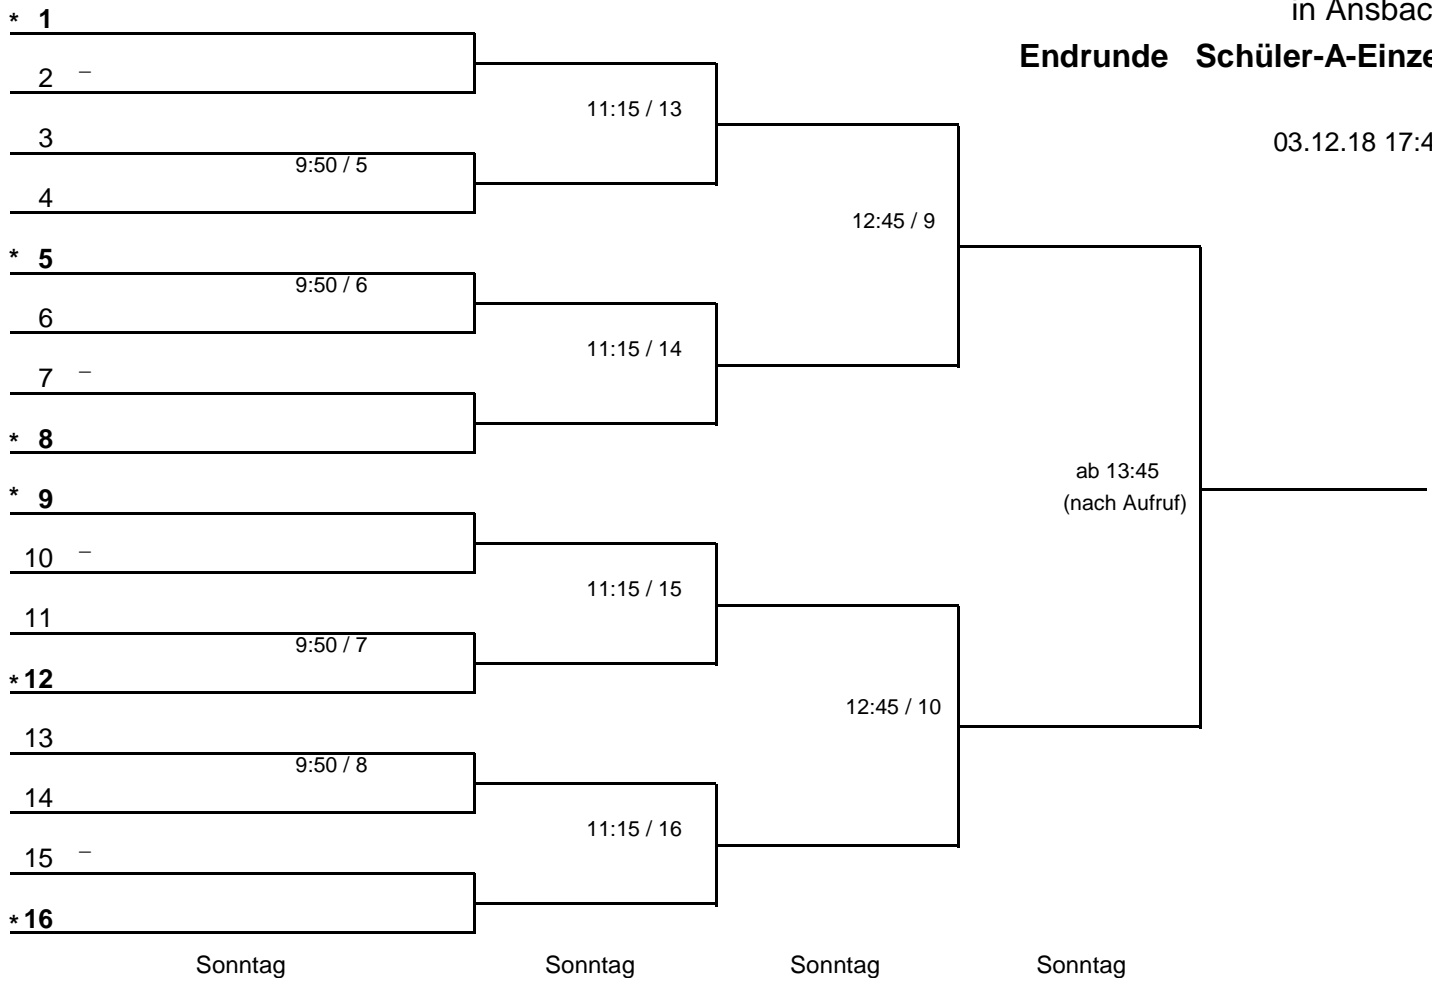 in Ansbac
Endrunde Schüler-A-Einze
03.12.18 17:4
* 1
2 –
11:15 / 13
3
9:50 / 5
4
12:45 / 9
* 5
9:50 / 6
6
11:15 / 14
7 –
* 8
ab 13:45
(nach Aufruf)
* 9
10 –
11:15 / 15
11
9:50 / 7
* 12
12:45 / 10
13
9:50 / 8
14
11:15 / 16
15 –
* 16
Sonntag Sonntag Sonntag Sonntag